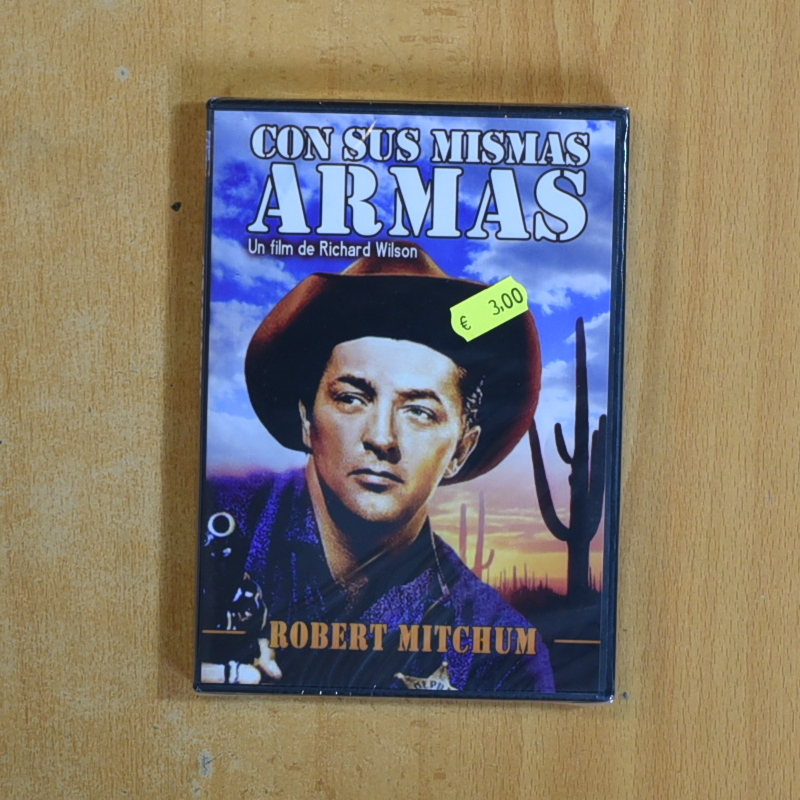 CON SUS MISMAS
ARMAS
Un film de Richard Wilson
€ 3.00
ROBERT MITCHUM